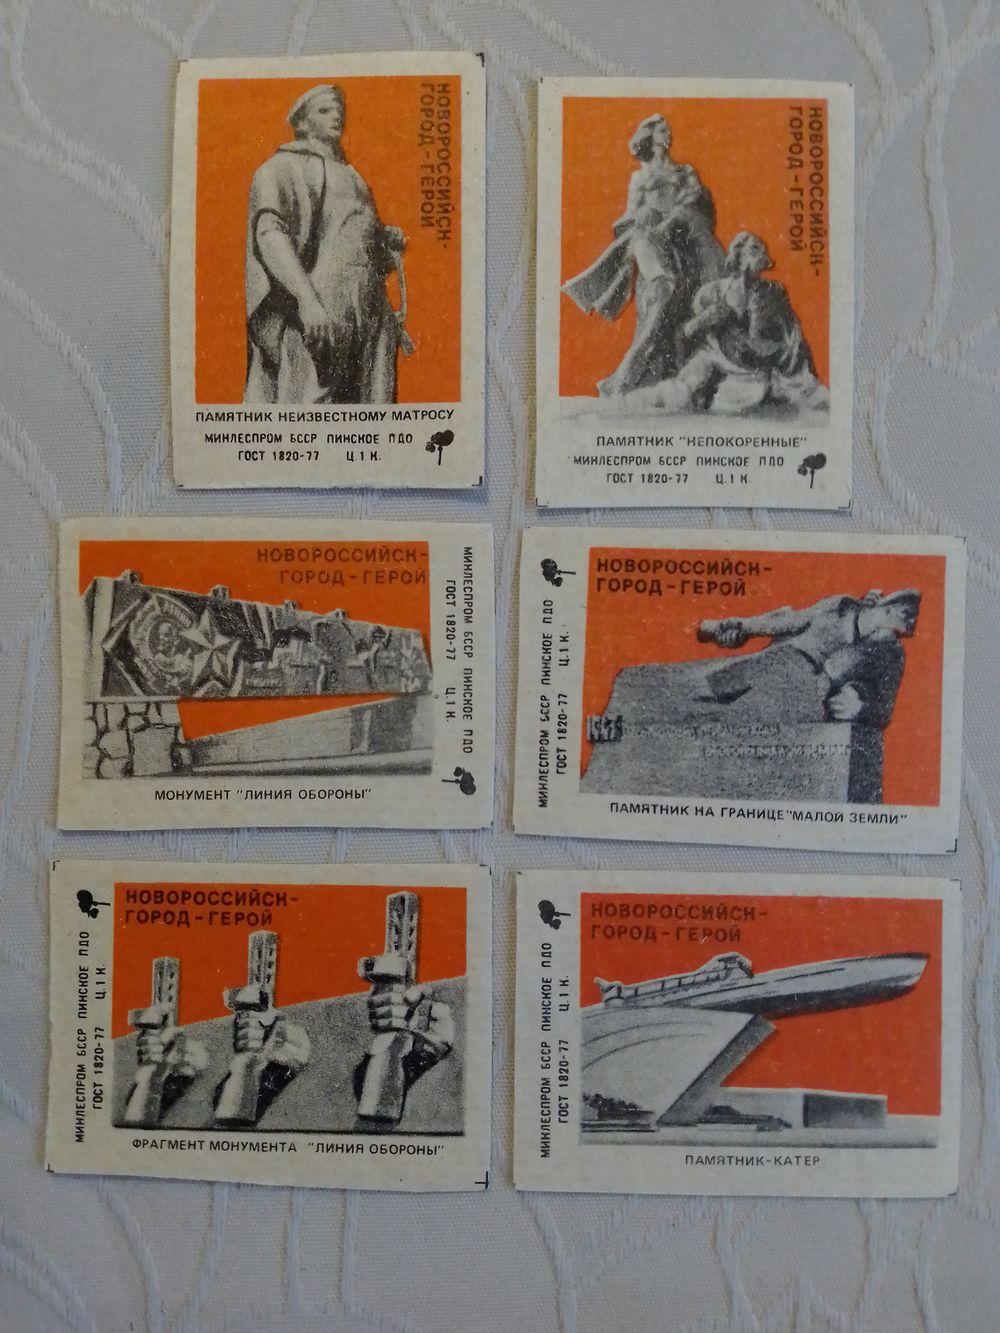 НОВОРОССИЙСК-
ГОРОД-ГЕРОЙ
ПАМЯТНИК НЕИЗВЕСТНОМУ МАТРОСУ
МИНЛЕСПРОМ БССР ПИНСКОЕ ПДО
ГОСТ 1820-77 Ц.1 К.
НОВОРОССИЙСК-
ГОРОД-ГЕРОЙ
ПАМЯТНИК "НЕПОКОРЕННЫЕ"
МИНЛЕСПРОМ БССР ПИНСКОЕ ПДО
ГОСТ 1820-77 Ц.1 К.
НОВОРОССИЙСК-
ГОРОД-ГЕРОЙ
МИНЛЕСПРОМ БССР ПИНСКОЕ ПДО
ГОСТ 1820-77 Ц.1 К.
МОНУМЕНТ "ЛИНИЯ ОБОРОНЫ"
НОВОРОССИЙСК-
ГОРОД-ГЕРОЙ
МИНЛЕСПРОМ БССР ПИНСКОЕ ПДО
ГОСТ 1820-77 Ц.1 К.
ПАМЯТНИК НА ГРАНИЦЕ "МАЛОЙ ЗЕМЛИ"
НОВОРОССИЙСК-
ГОРОД-ГЕРОЙ
МИНЛЕСПРОМ БССР ПИНСКОЕ ПДО
ГОСТ 1820-77 Ц.1 К.
ФРАГМЕНТ МОНУМЕНТА "ЛИНИЯ ОБОРОНЫ"
НОВОРОССИЙСК-
ГОРОД-ГЕРОЙ
МИНЛЕСПРОМ БССР ПИНСКОЕ ПДО
ГОСТ 1820-77 Ц.1 К.
ПАМЯТНИК-КАТЕР